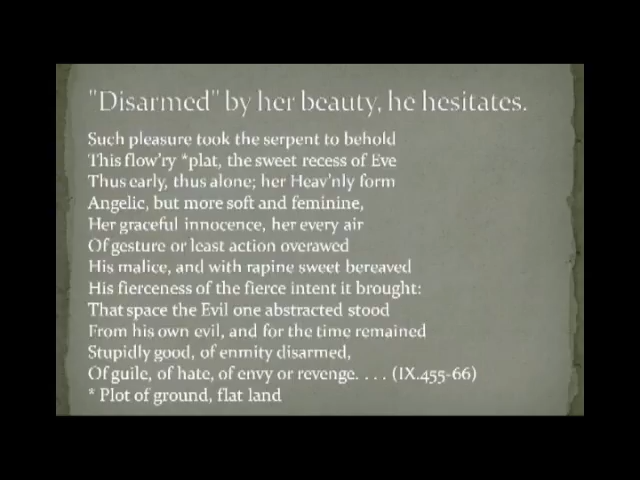 "Disarmed" by her beauty, he hesitates.
Such pleasure took the serpent to behold
This flow'ry *plat, the sweet recess of Eve
Thus early, thus alone; her Heav'nly form
Angelic, but more soft and feminine,
Her graceful innocence, her every air
Of gesture or least action overawed
His malice, and with rapine sweet bereaved
His fierceness of the fierce intent it brought:
That space the Evil one abstracted stood
From his own evil, and for the time remained
Stupidly good, of enmity disarmed,
Of guile, of hate, of envy or revenge. . . . (IX.455-66)
* Plot of ground, flat land